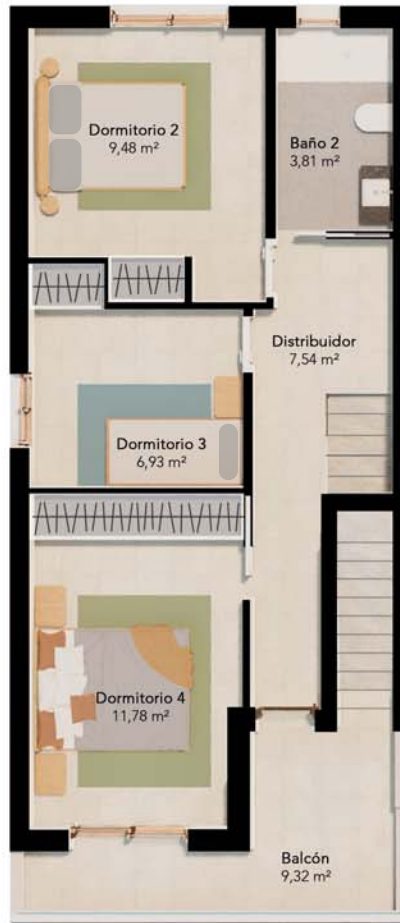 Dormitorio 2
9,48 m²
Baño 2
3,81 m²
Distribuidor
7,54 m²
Dormitorio 3
6,93 m²
Dormitorio 4
11,78 m²
Balcón
9,32 m²